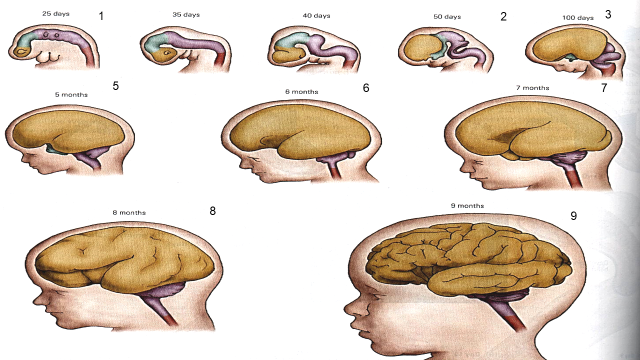 25 days 1
35 days
40 days
50 days 2
100 days 3
5 months 5
6 months 6
7 months 7
8 months 8
9 months 9